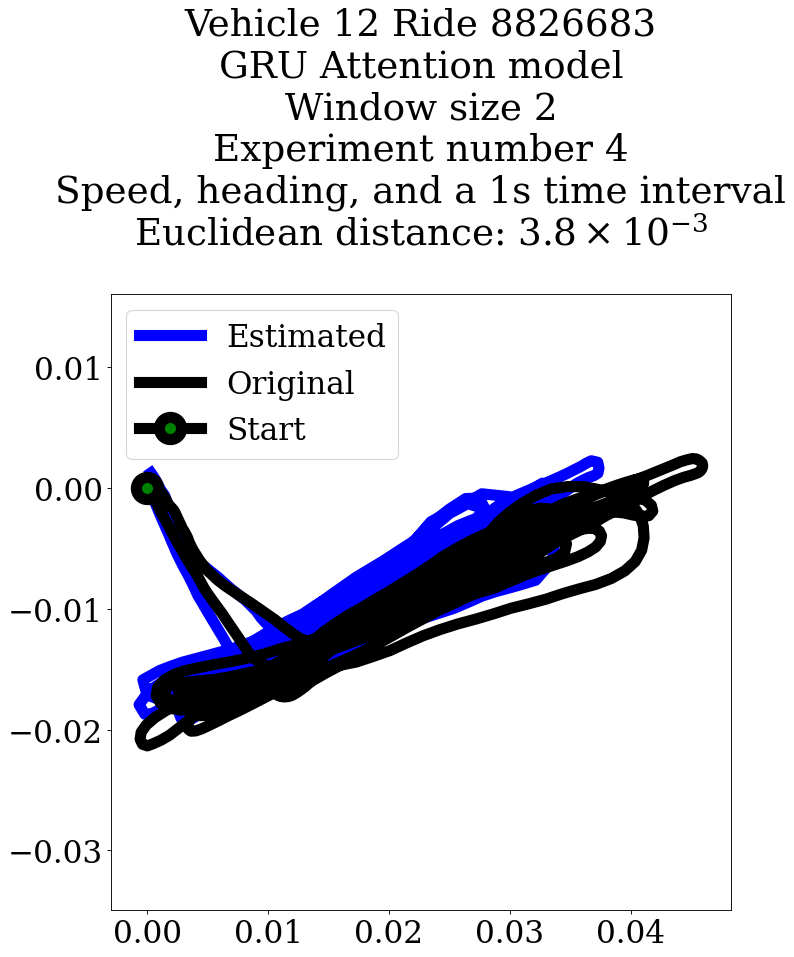 Vehicle 12 Ride 8826683
GRU Attention model
Window size 2
Experiment number 4
Speed, heading, and a 1s time interval
Euclidean distance: 3.8 × 10⁻³
Estimated
Original
Start
0.01
0.00
−0.01
−0.02
−0.03
0.00 0.01 0.02 0.03 0.04